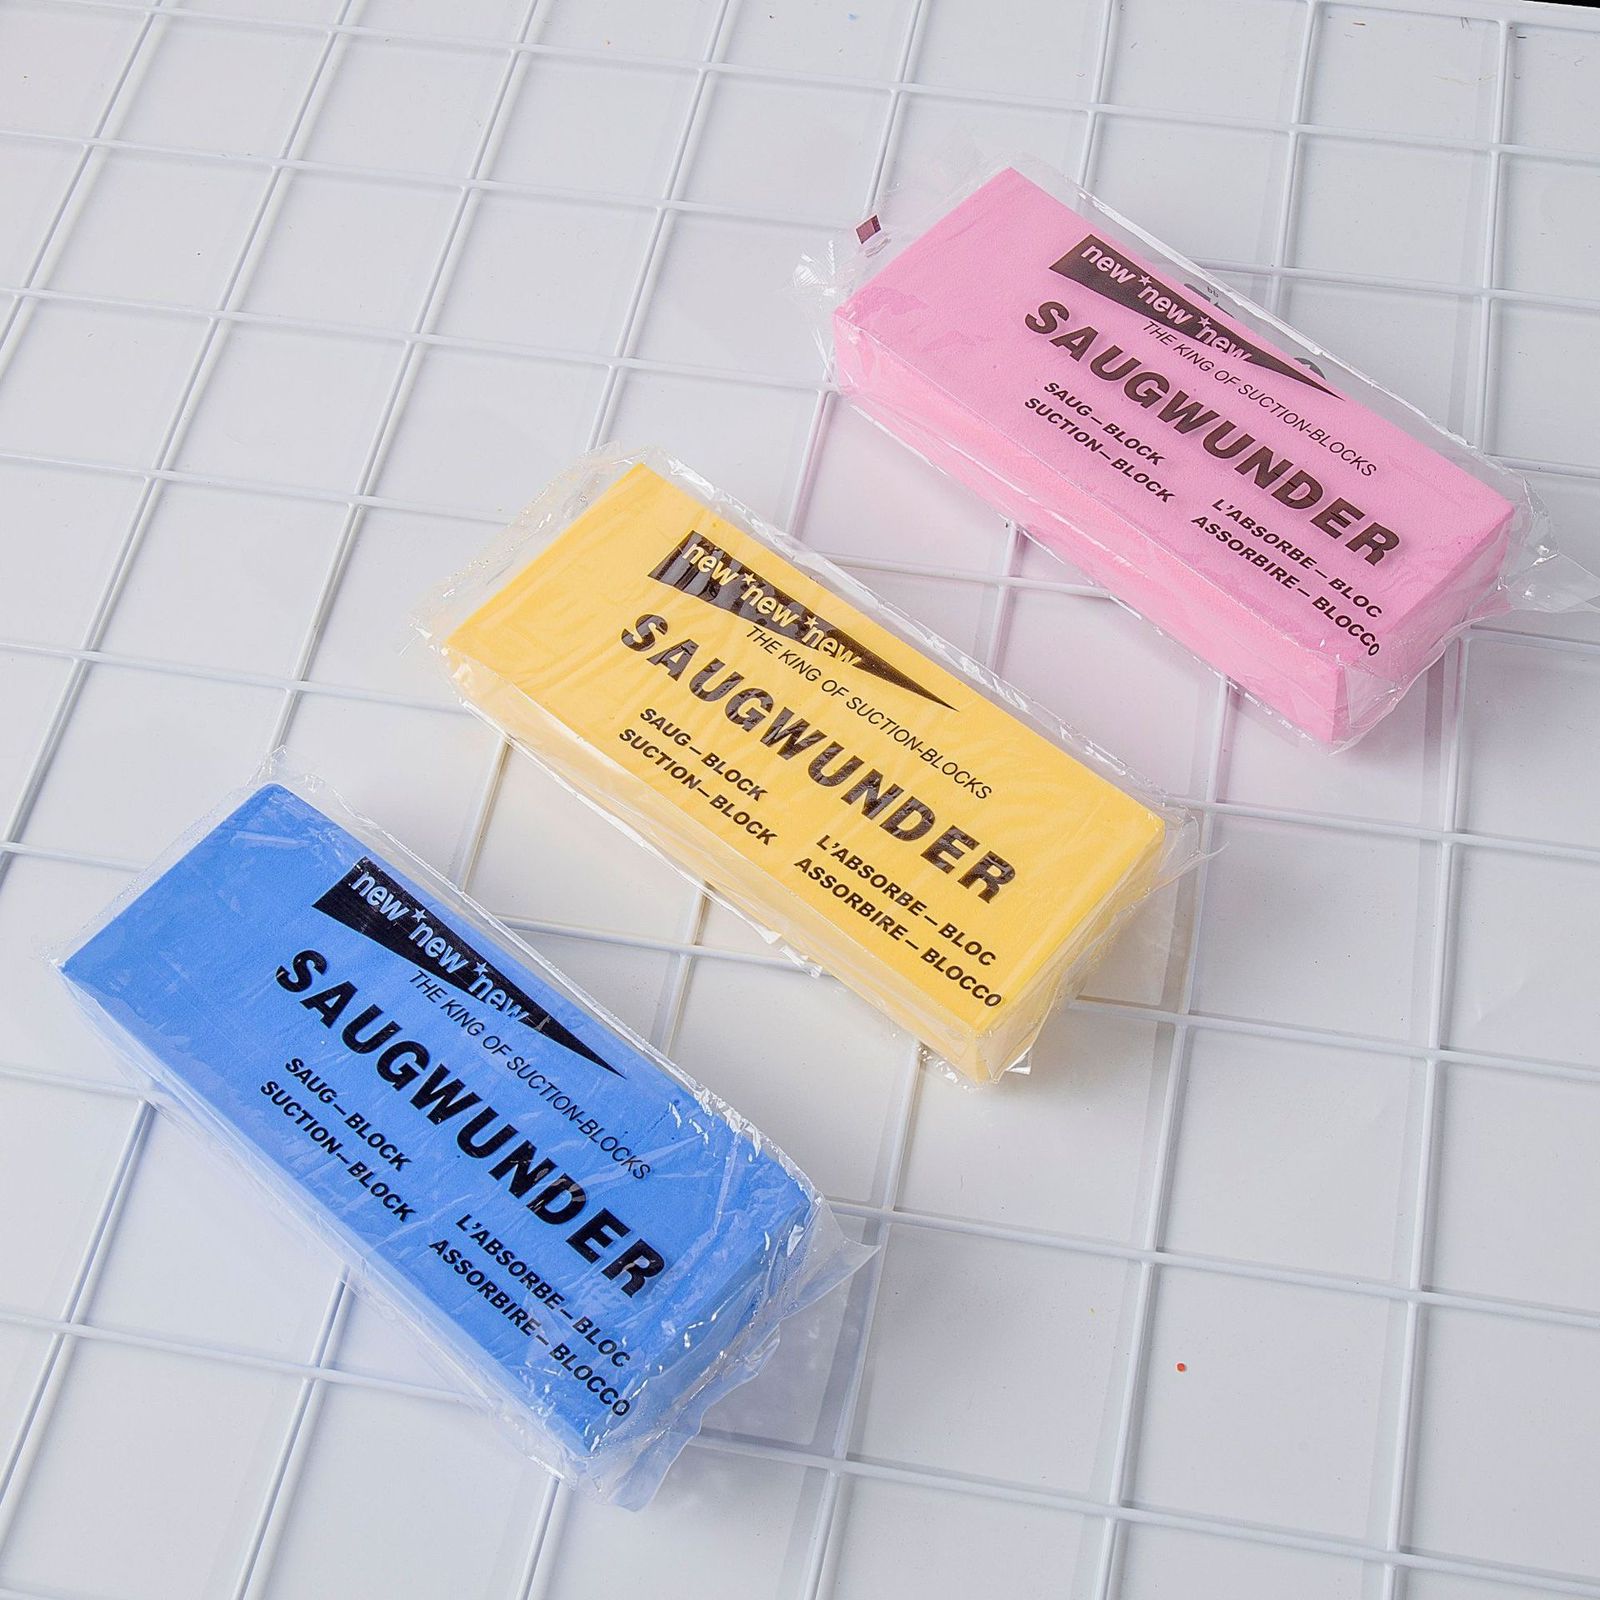 new*new*new
THE KING OF SUCTION-BLOCKS
SAUGWUNDER
SAUG—BLOCK
SUCTION—BLOCK
L'ABSORBE—BLOC
ASSORBIRE—BLOCCO
new*new*new
THE KING OF SUCTION-BLOCKS
SAUGWUNDER
SAUG—BLOCK
SUCTION—BLOCK
L'ABSORBE—BLOC
ASSORBIRE—BLOCCO
new*new*new
THE KING OF SUCTION-BLOCKS
SAUGWUNDER
SAUG—BLOCK
SUCTION—BLOCK
L'ABSORBE—BLOC
ASSORBIRE—BLOCCO